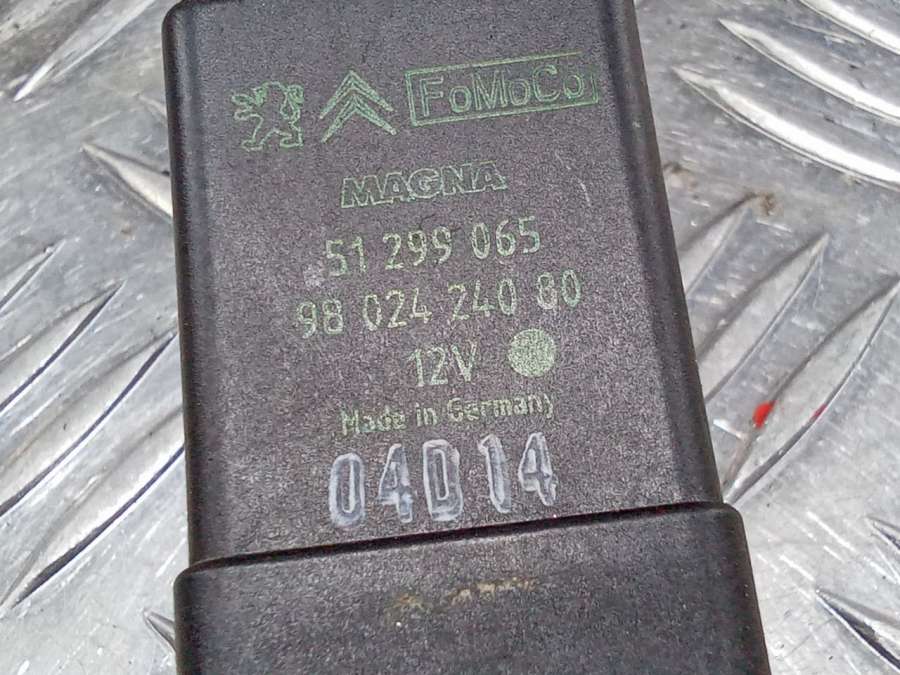 FoMoCo
MAGNA
51 299 065
98 024 240 80
12V
Made in Germany
04D14